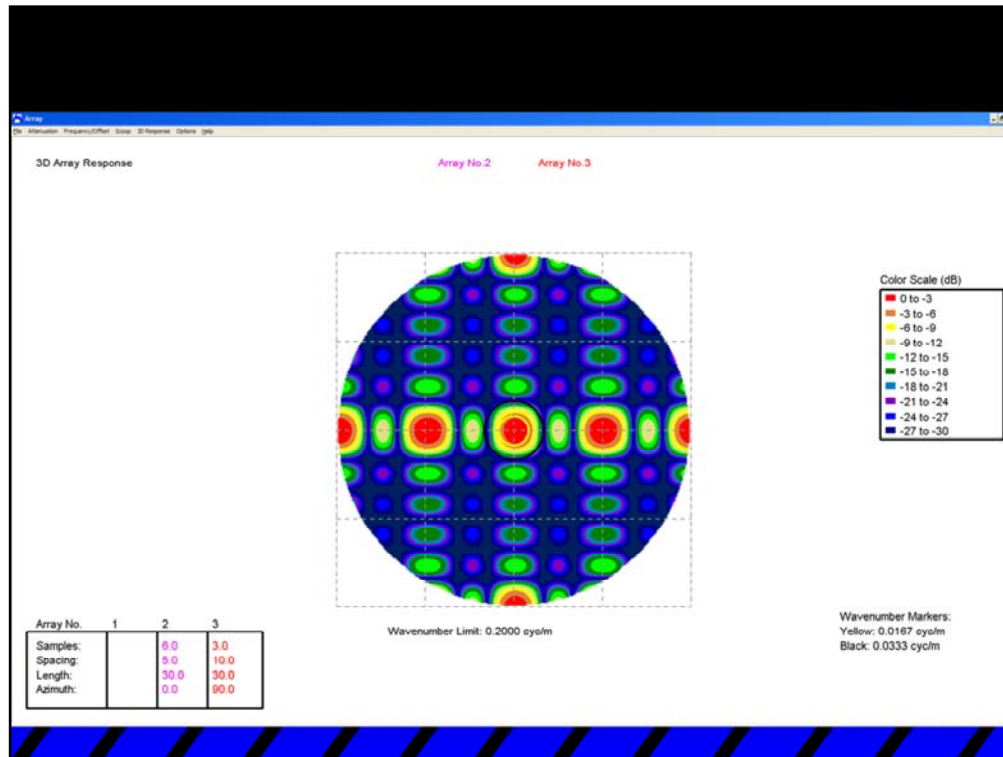 Array
File Attenuation Frequency/Offset Scoop 3D Response Options Help
3D Array Response Array No.2 Array No.3
Color Scale (dB)
0 to -3
-3 to -6
-6 to -9
-9 to -12
-12 to -15
-15 to -18
-18 to -21
-21 to -24
-24 to -27
-27 to -30
Array No. 1 2 3
Samples: 6.0 3.0
Spacing: 5.0 10.0
Length: 30.0 30.0
Azimuth: 0.0 90.0
Wavenumber Limit: 0.2000 cyc/m
Wavenumber Markers:
Yellow: 0.0167 cyc/m
Black: 0.0333 cyc/m